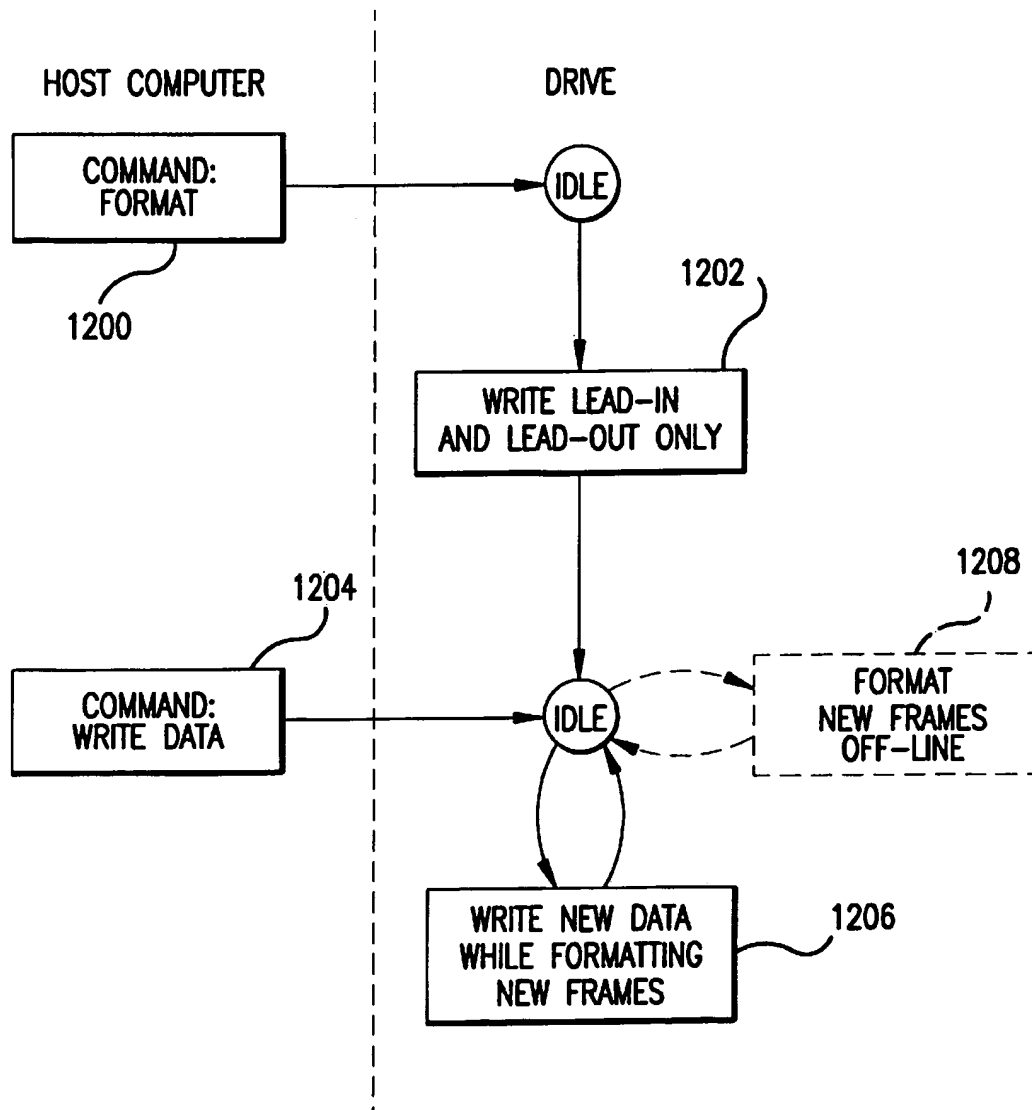 HOST COMPUTER
DRIVE
COMMAND:
FORMAT
IDLE
1200
1202
WRITE LEAD-IN
AND LEAD-OUT ONLY
1204
1208
COMMAND:
WRITE DATA
IDLE
FORMAT
NEW FRAMES
OFF-LINE
WRITE NEW DATA
WHILE FORMATTING
NEW FRAMES
1206